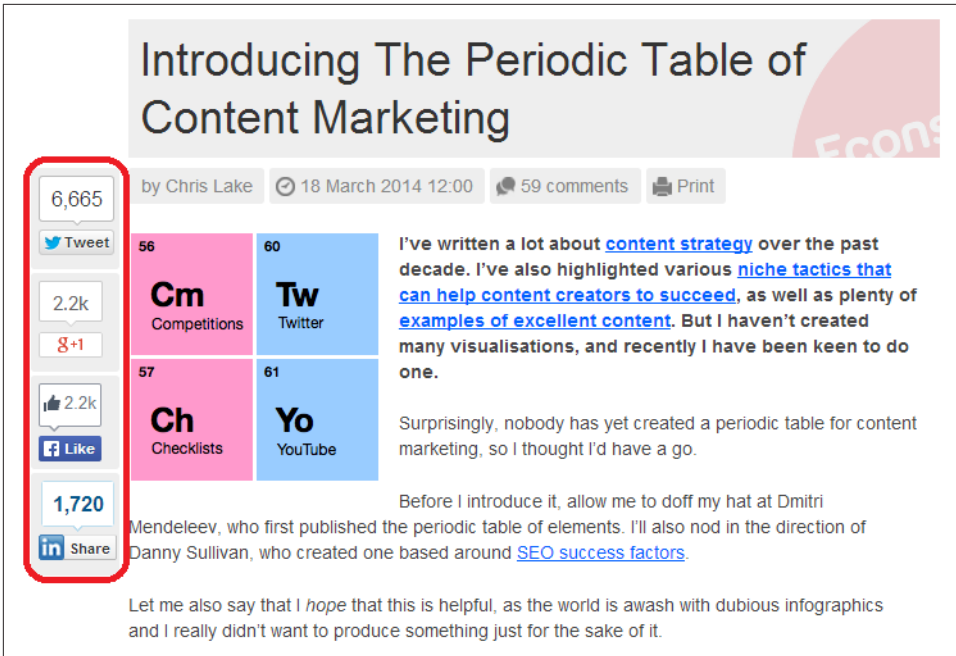 Introducing The Periodic Table of
Content Marketing
Econs
by Chris Lake
18 March 2014 12:00
59 comments
Print
6,665
Tweet
2.2k
g+1
2.2k
f Like
1,720
in Share
56
Cm
Competitions
60
Tw
Twitter
57
Ch
Checklists
61
Yo
YouTube
I've written a lot about content strategy over the past
decade. I've also highlighted various niche tactics that
can help content creators to succeed, as well as plenty of
examples of excellent content. But I haven't created
many visualisations, and recently I have been keen to do
one.
Surprisingly, nobody has yet created a periodic table for content
marketing, so I thought I'd have a go.
Before I introduce it, allow me to doff my hat at Dmitri
Mendeleev, who first published the periodic table of elements. I'll also nod in the direction of
Danny Sullivan, who created one based around SEO success factors.
Let me also say that I hope that this is helpful, as the world is awash with dubious infographics
and I really didn't want to produce something just for the sake of it.